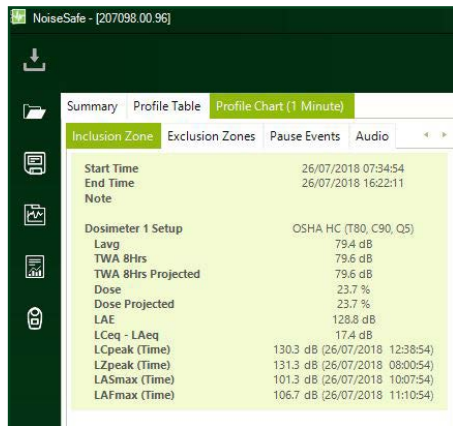 NoiseSafe - [207098.00.96]
Summary Profile Table Profile Chart (1 Minute)
Inclusion Zone Exclusion Zones Pause Events Audio
Start Time 26/07/2018 07:34:54
End Time 26/07/2018 16:22:11
Note
Dosimeter 1 Setup OSHA HC (T80, C90, Q5)
Lavg 79.4 dB
TWA 8Hrs 79.6 dB
TWA 8Hrs Projected 79.6 dB
Dose 23.7 %
Dose Projected 23.7 %
LAE 128.8 dB
LCeq - LAeq 17.4 dB
LCpeak (Time) 130.3 dB (26/07/2018 12:38:54)
LZpeak (Time) 131.3 dB (26/07/2018 08:00:54)
LASmax (Time) 101.3 dB (26/07/2018 10:07:54)
LAFmax (Time) 106.7 dB (26/07/2018 11:10:54)